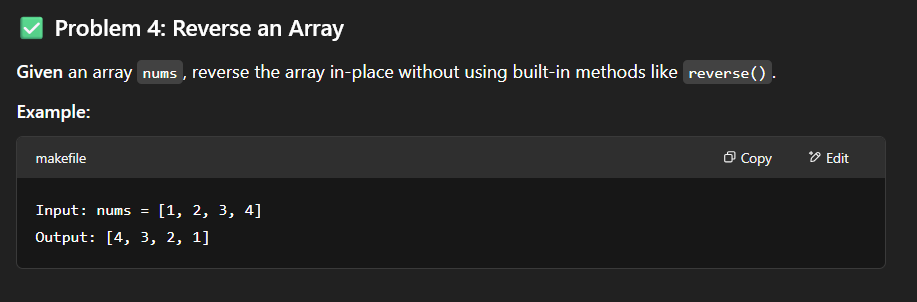 Problem 4: Reverse an Array
Given an array nums, reverse the array in-place without using built-in methods like reverse().
Example:
makefile
Copy
Edit
Input: nums = [1, 2, 3, 4]
Output: [4, 3, 2, 1]